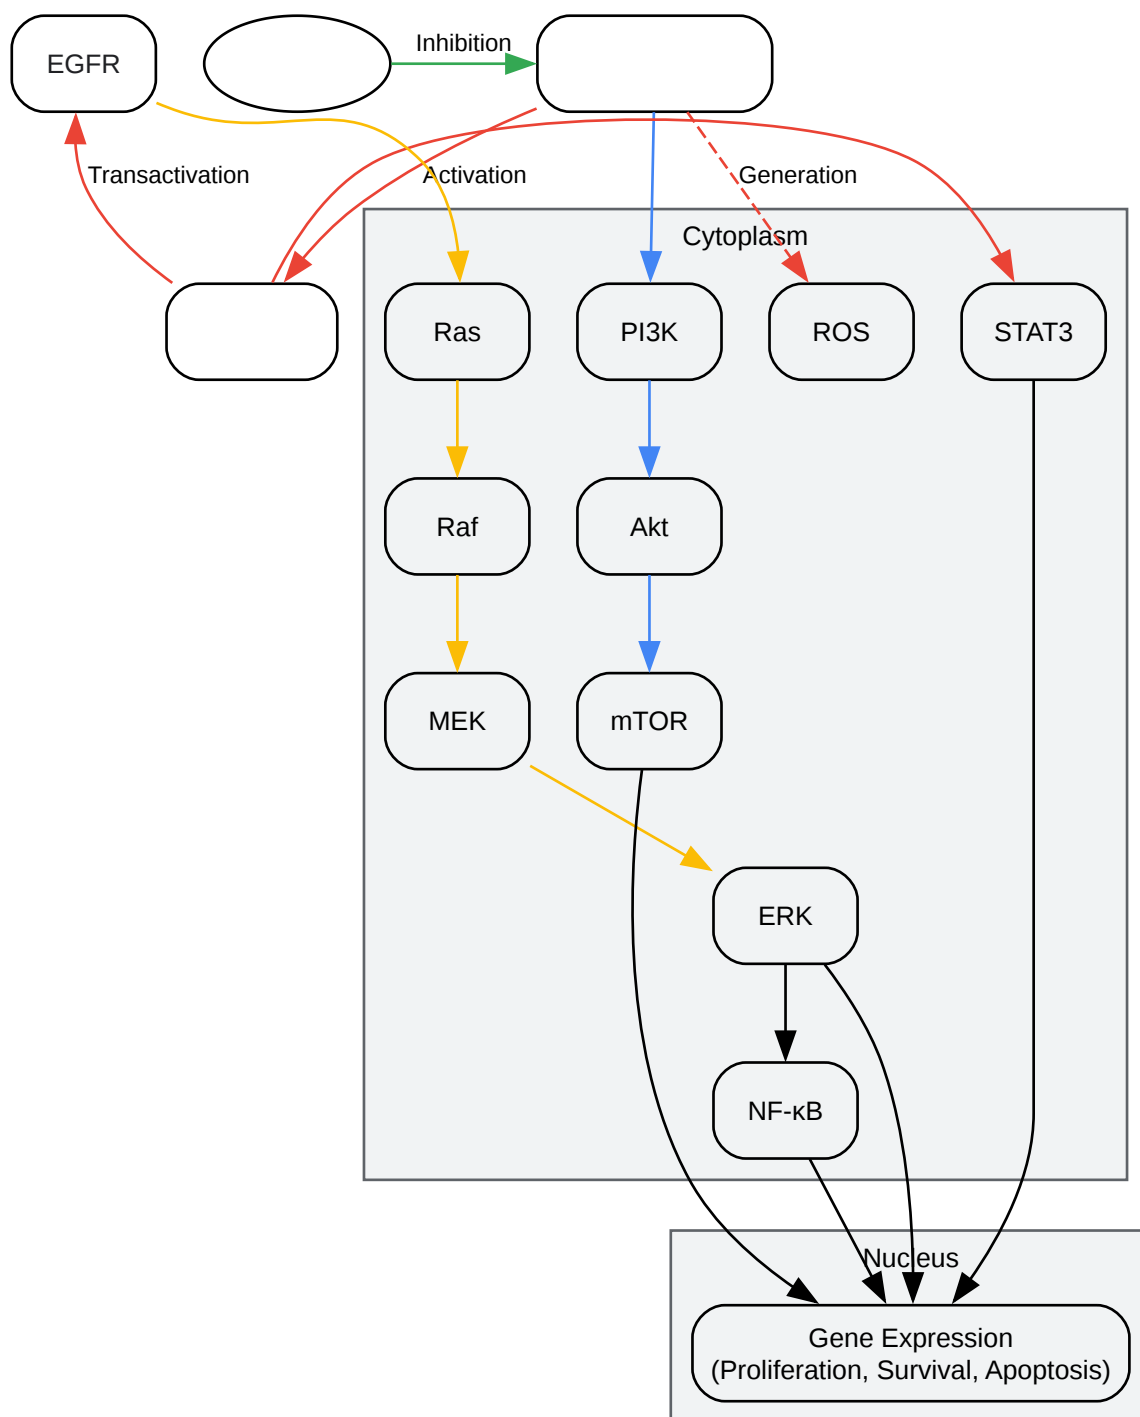 EGFR
Inhibition
Transactivation
Activation
Generation
Cytoplasm
Ras
PI3K
ROS
STAT3
Raf
Akt
MEK
mTOR
ERK
NF-κB
Nucleus
Gene Expression
(Proliferation, Survival, Apoptosis)